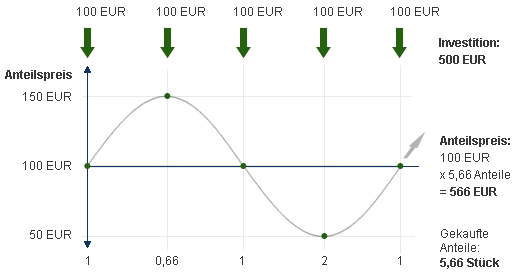 100 EUR 100 EUR 100 EUR 100 EUR 100 EUR
Investition:
500 EUR
Anteilspreis
150 EUR
100 EUR
50 EUR
Anteilspreis:
100 EUR
x 5,66 Anteile
= 566 EUR
Gekaufte
Anteile:
5,66 Stück
1 0,66 1 2 1